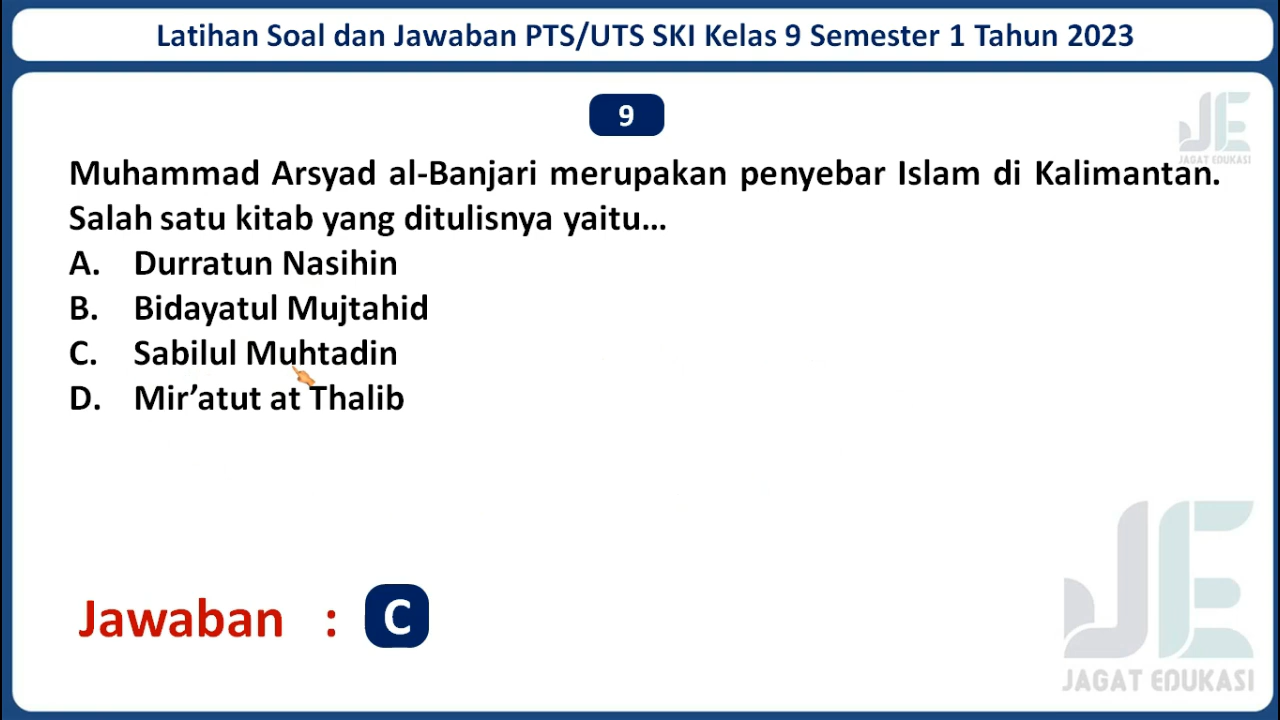 Latihan Soal dan Jawaban PTS/UTS SKI Kelas 9 Semester 1 Tahun 2023
9
JE
JAGAT EDUKASI
Muhammad Arsyad al-Banjari merupakan penyebar Islam di Kalimantan.
Salah satu kitab yang ditulisnya yaitu...
A. Durratun Nasihin
B. Bidayatul Mujtahid
C. Sabilul Muhtadin
D. Mir’atut at Thalib
Jawaban : C
JE
JAGAT EDUKASI